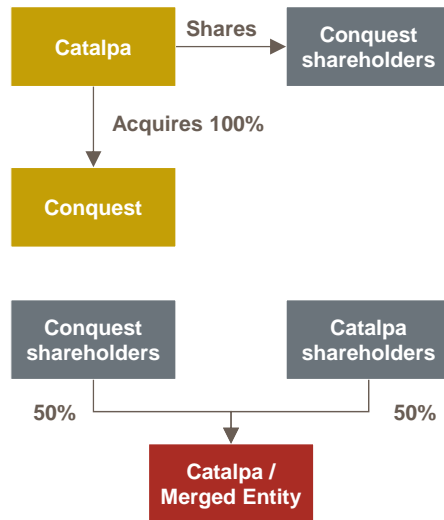 Catalpa
Shares
Conquest
shareholders
Acquires 100%
Conquest
Conquest
shareholders
Catalpa
shareholders
50%
50%
Catalpa /
Merged Entity